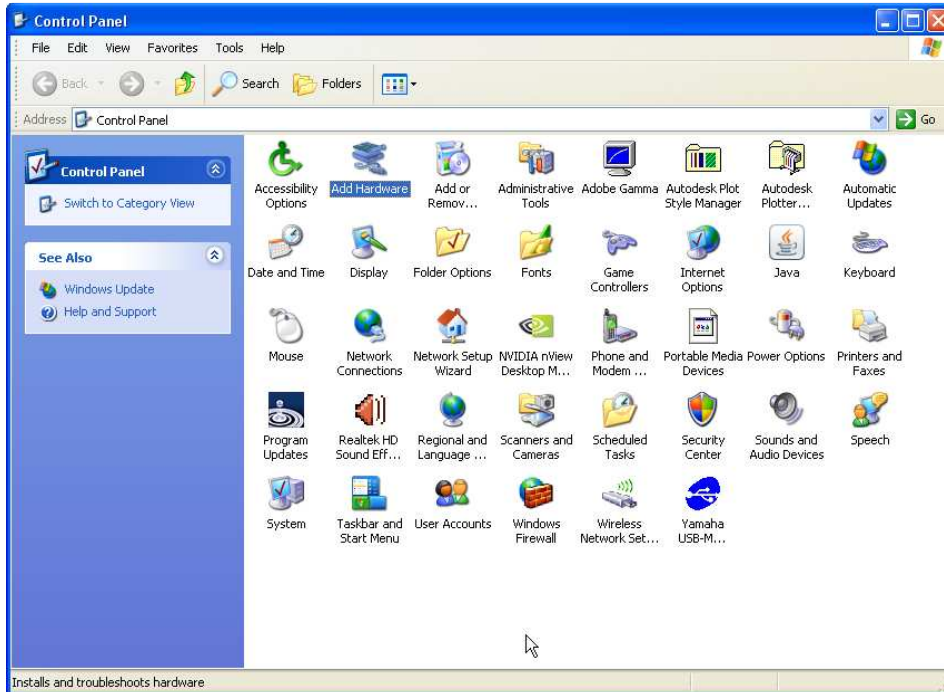 Control Panel
File Edit View Favorites Tools Help
Back Search Folders
Address Control Panel Go
Control Panel
Switch to Category View
See Also
Windows Update
Help and Support
Accessibility
Options
Add Hardware
Add or
Remov...
Administrative
Tools
Adobe Gamma
Autodesk Plot
Style Manager
Autodesk
Plotter...
Automatic
Updates
Date and Time
Display
Folder Options
Fonts
Game
Controllers
Internet
Options
Java
Keyboard
Mouse
Network
Connections
Network Setup
Wizard
NVIDIA nView
Desktop M...
Phone and
Modem ...
Portable Media
Devices
Power Options
Printers and
Faxes
Program
Updates
Realtek HD
Sound Eff...
Regional and
Language ...
Scanners and
Cameras
Scheduled
Tasks
Security
Center
Sounds and
Audio Devices
Speech
System
Taskbar and
Start Menu
User Accounts
Windows
Firewall
Wireless
Network Set...
Yamaha
USB-M...
Installs and troubleshoots hardware